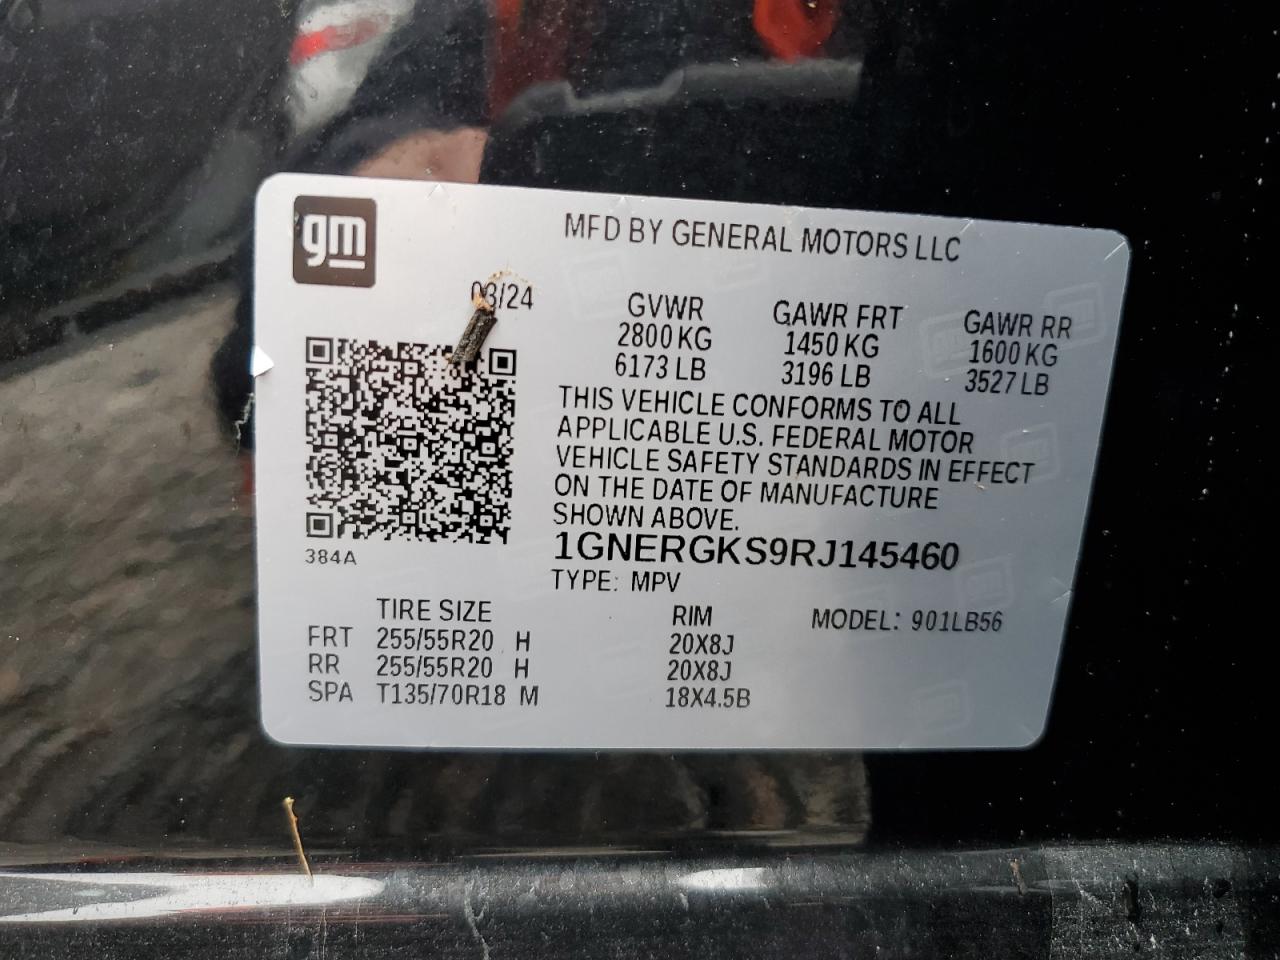 gm
MFD BY GENERAL MOTORS LLC
03/24
GVWR GAWR FRT GAWR RR
2800 KG 1450 KG 1600 KG
6173 LB 3196 LB 3527 LB
THIS VEHICLE CONFORMS TO ALL
APPLICABLE U.S. FEDERAL MOTOR
VEHICLE SAFETY STANDARDS IN EFFECT
ON THE DATE OF MANUFACTURE
SHOWN ABOVE.
384A
1GNERGKS9RJ145460
TYPE: MPV
TIRE SIZE RIM MODEL: 901LB56
FRT 255/55R20 H 20X8J
RR 255/55R20 H 20X8J
SPA T135/70R18 M 18X4.5B